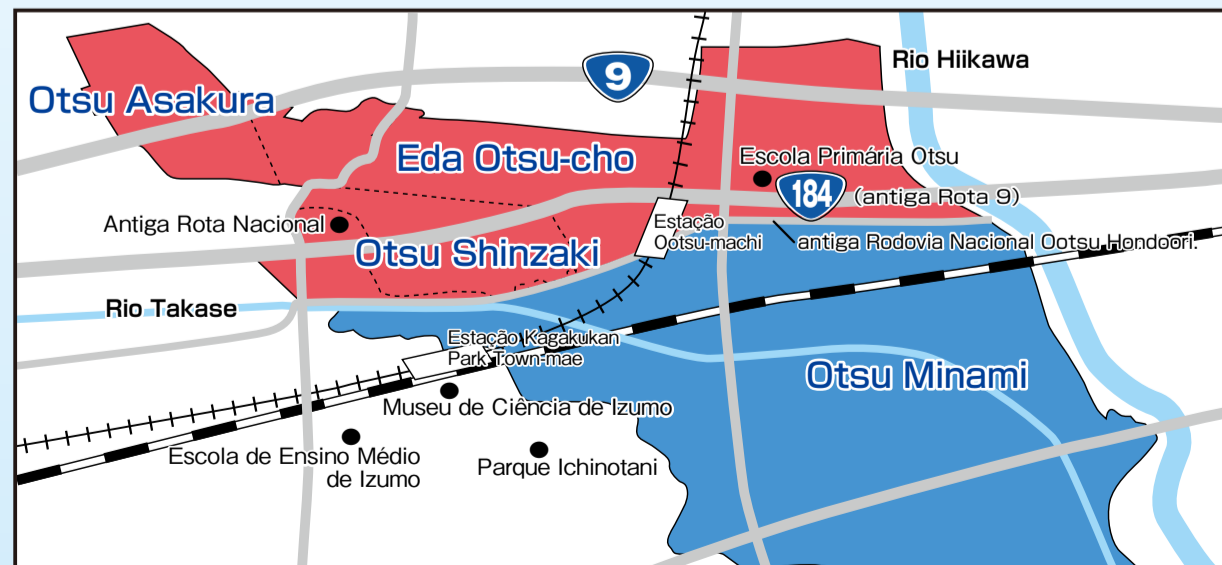 9
Rio Hiikawa
Otsu Asakura
Eda Otsu-cho
Escola Primária Otsu
184
(antiga Rota 9)
Antiga Rota Nacional
Estação
Ootsu-machi
antiga Rodovia Nacional Ootsu Hondoori.
Otsu Shinzaki
Rio Takase
Estação Kagakukan
Park Town-mae
Otsu Minami
Museu de Ciência de Izumo
Escola de Ensino Médio
de Izumo
Parque Ichinotani